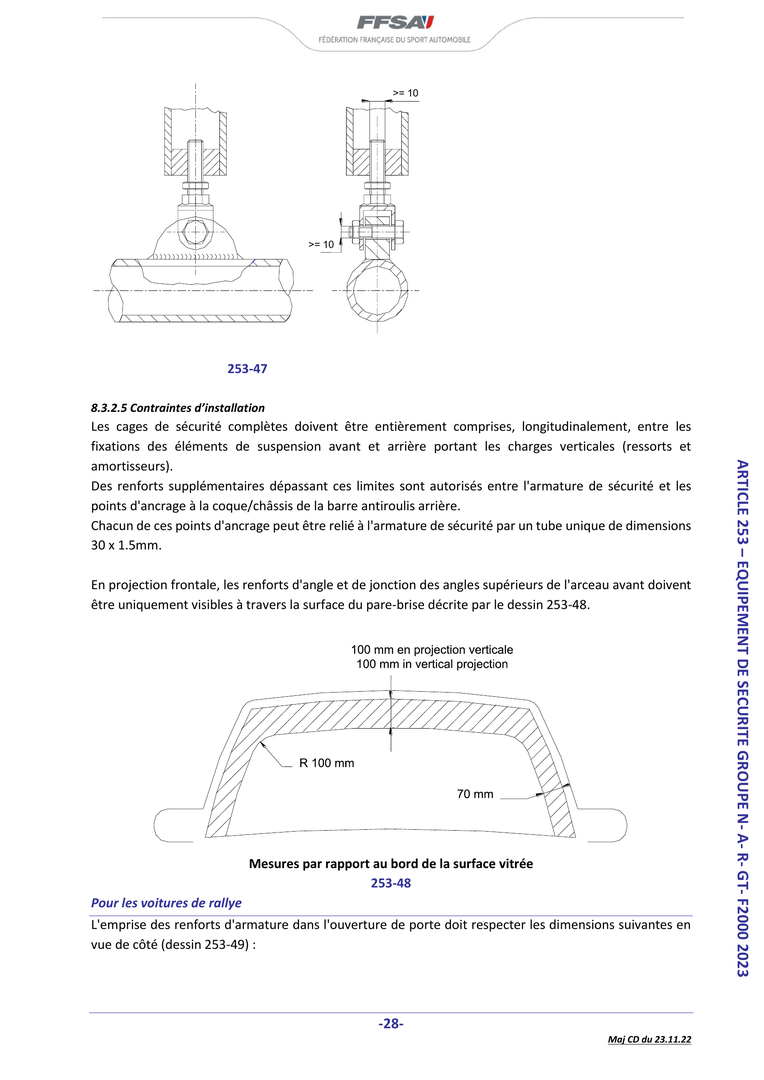 FFSA
FÉDÉRATION FRANÇAISE DU SPORT AUTOMOBILE
>= 10
>= 10
253-47
8.3.2.5 Contraintes d’installation
Les cages de sécurité complètes doivent être entièrement comprises, longitudinalement, entre les
fixations des éléments de suspension avant et arrière portant les charges verticales (ressorts et
amortisseurs).
Des renforts supplémentaires dépassant ces limites sont autorisés entre l'armature de sécurité et les
points d'ancrage à la coque/châssis de la barre antiroulis arrière.
Chacun de ces points d'ancrage peut être relié à l'armature de sécurité par un tube unique de dimensions
30 x 1.5mm.
En projection frontale, les renforts d'angle et de jonction des angles supérieurs de l'arceau avant doivent
être uniquement visibles à travers la surface du pare-brise décrite par le dessin 253-48.
100 mm en projection verticale
100 mm in vertical projection
R 100 mm
70 mm
Mesures par rapport au bord de la surface vitrée
253-48
Pour les voitures de rallye
L'emprise des renforts d'armature dans l'ouverture de porte doit respecter les dimensions suivantes en
vue de côté (dessin 253-49) :
ARTICLE 253 – EQUIPEMENT DE SECURITE GROUPE N- A- R- GT- F2000 2023
-28-
Maj CD du 23.11.22